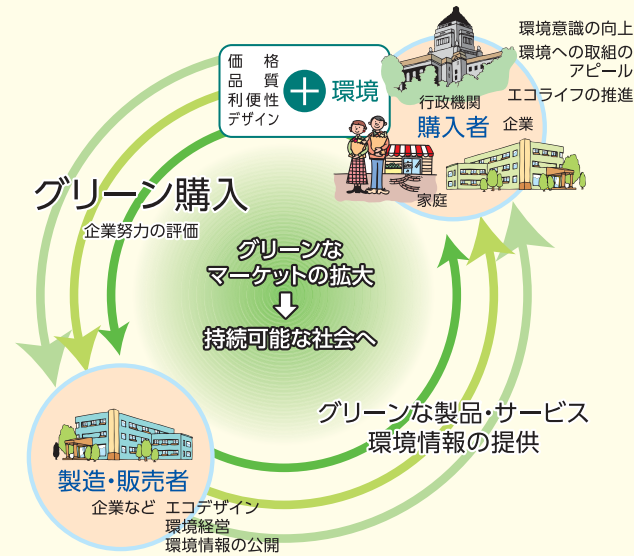 環境意識の向上
環境への取組の
アピール
エコライフの推進
価格
品質
利便性
デザイン
+
環境
行政機関
購入者
企業
家庭
グリーン購入
企業努力の評価
グリーンな
マーケットの拡大
持続可能な社会へ
グリーンな製品・サービス
環境情報の提供
製造・販売者
企業など
エコデザイン
環境経営
環境情報の公開